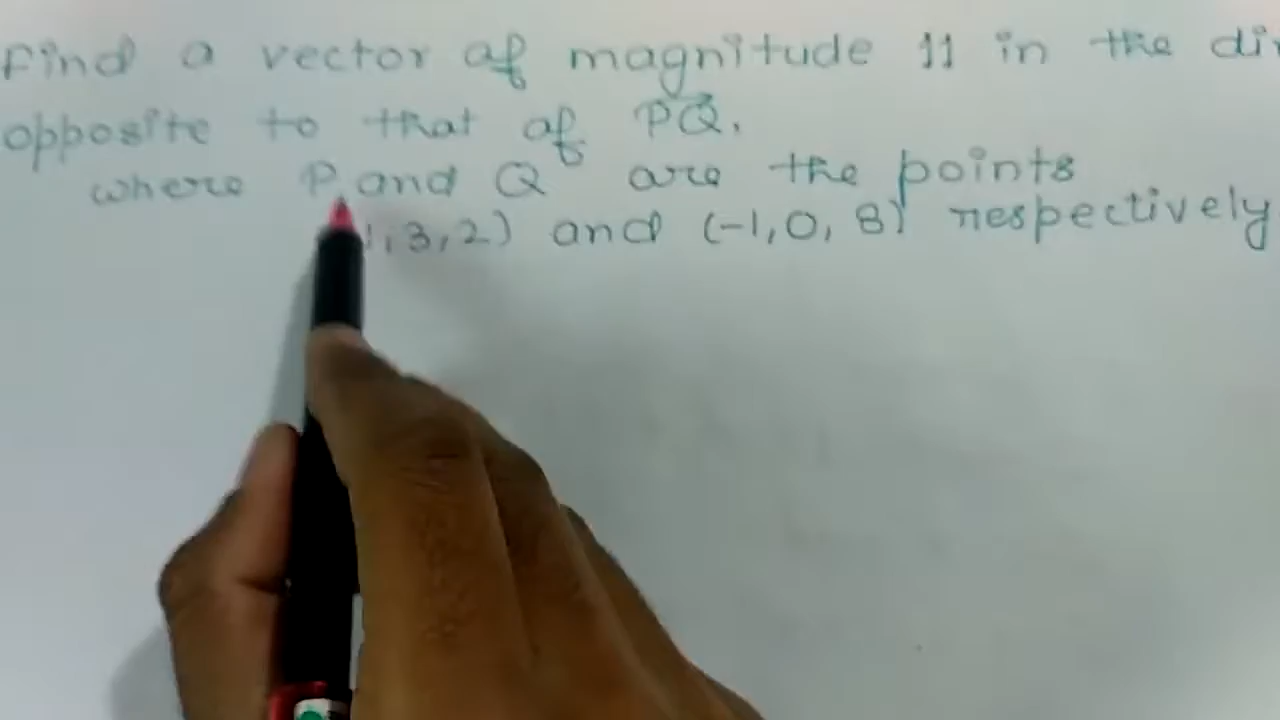 Find a vector of magnitude 11 in the
opposite to that of PQ.
where P and Q are the points
1, 3, 2) and (-1, 0, 8) respectively